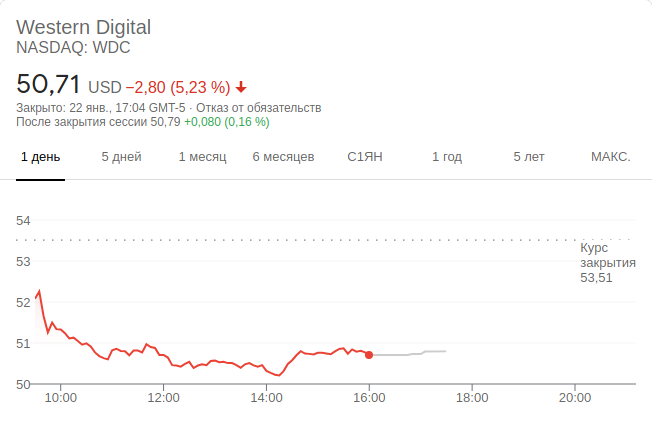 Western Digital
NASDAQ: WDC
50,71 USD −2,80 (5,23 %)
Закрыто: 22 янв., 17:04 GMT-5 · Отказ от обязательств
После закрытия сессии 50,79 +0,080 (0,16 %)
1 день 5 дней 1 месяц 6 месяцев С1ЯН 1 год 5 лет МАКС.
54
Курс
закрытия
53,51
53
52
51
50
10:00 12:00 14:00 16:00 18:00 20:00